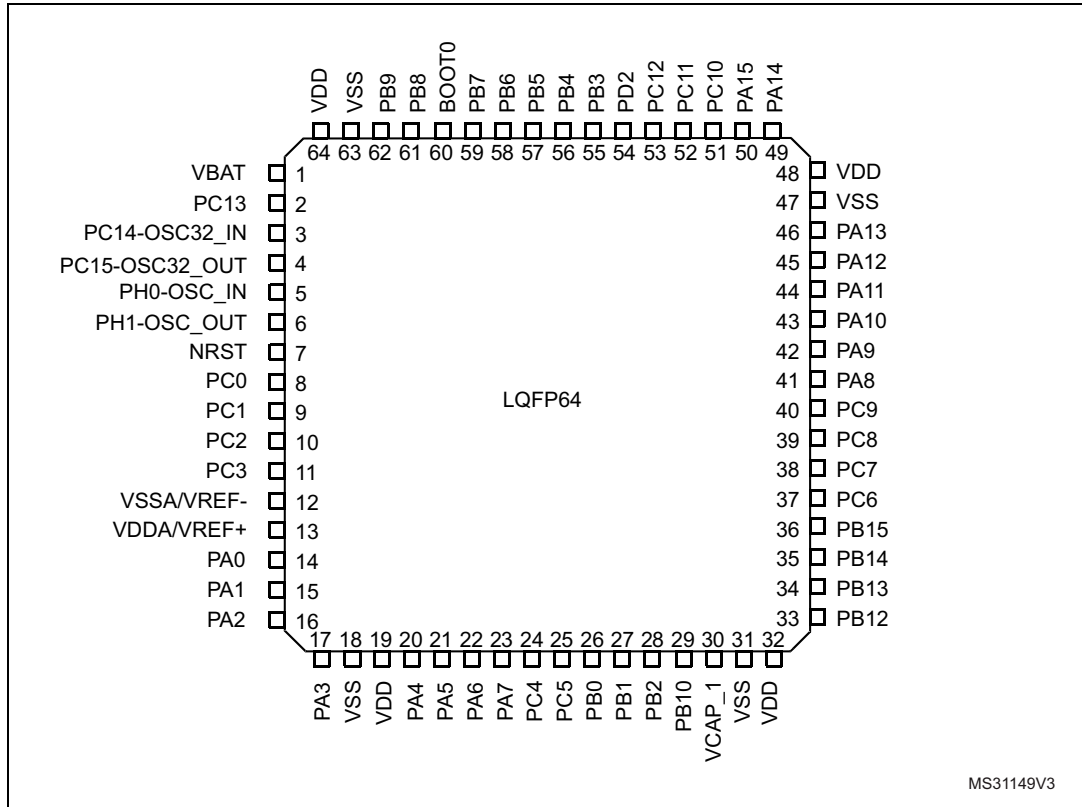 VDD
VSS
PB9
PB8
BOOT0
PB7
PB6
PB5
PB4
PB3
PD2
PC12
PC11
PC10
PA15
PA14
64 63 62 61 60 59 58 57 56 55 54 53 52 51 50 49
VBAT 1
PC13 2
PC14-OSC32_IN 3
PC15-OSC32_OUT 4
PH0-OSC_IN 5
PH1-OSC_OUT 6
NRST 7
PC0 8
PC1 9
PC2 10
PC3 11
VSSA/VREF- 12
VDDA/VREF+ 13
PA0 14
PA1 15
PA2 16
LQFP64
48 VDD
47 VSS
46 PA13
45 PA12
44 PA11
43 PA10
42 PA9
41 PA8
40 PC9
39 PC8
38 PC7
37 PC6
36 PB15
35 PB14
34 PB13
33 PB12
17 18 19 20 21 22 23 24 25 26 27 28 29 30 31 32
PA3
VSS
VDD
PA4
PA5
PA6
PA7
PC4
PC5
PB0
PB1
PB2
PB10
VCAP_1
VSS
VDD
MS31149V3